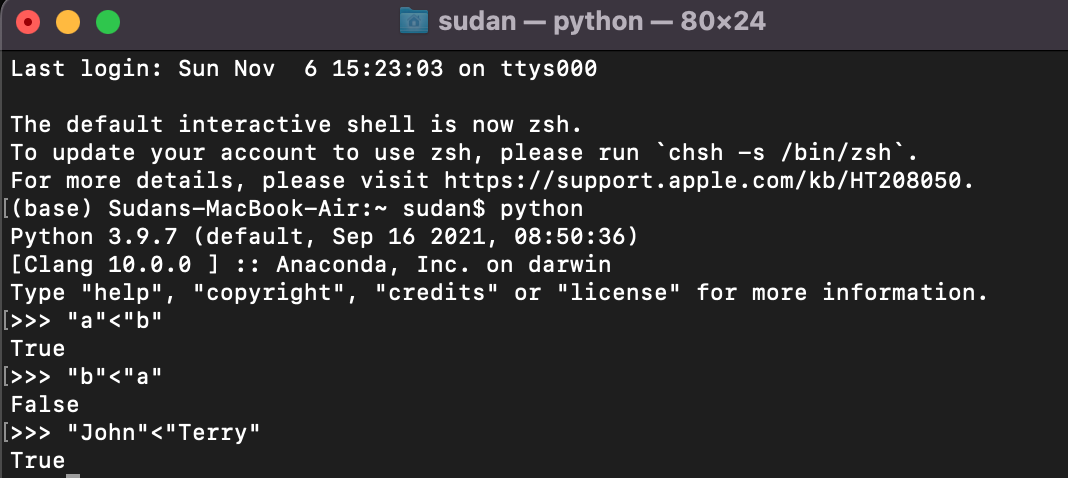 sudan — python — 80×24
Last login: Sun Nov  6 15:23:03 on ttys000
The default interactive shell is now zsh.
To update your account to use zsh, please run `chsh -s /bin/zsh`.
For more details, please visit https://support.apple.com/kb/HT208050.
[(base) Sudans-MacBook-Air:~ sudan$ python
Python 3.9.7 (default, Sep 16 2021, 08:50:36)
[Clang 10.0.0 ] :: Anaconda, Inc. on darwin
Type "help", "copyright", "credits" or "license" for more information.
[>>> "a"<"b"
True
[>>> "b"<"a"
False
[>>> "John"<"Terry"
True